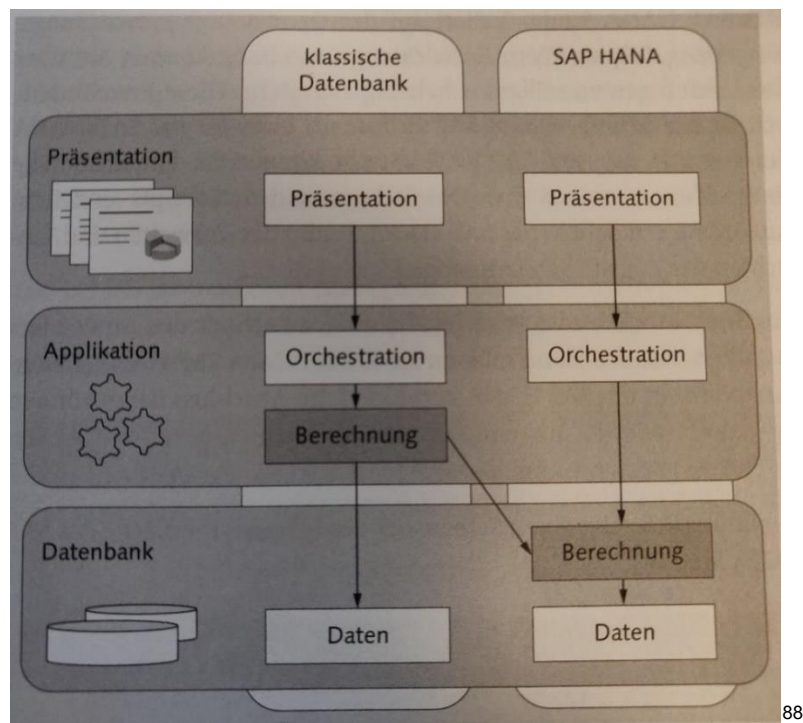 klassische
Datenbank
SAP HANA
Präsentation
Präsentation
Präsentation
Applikation
Orchestration
Orchestration
Berechnung
Datenbank
Berechnung
Daten
Daten
88